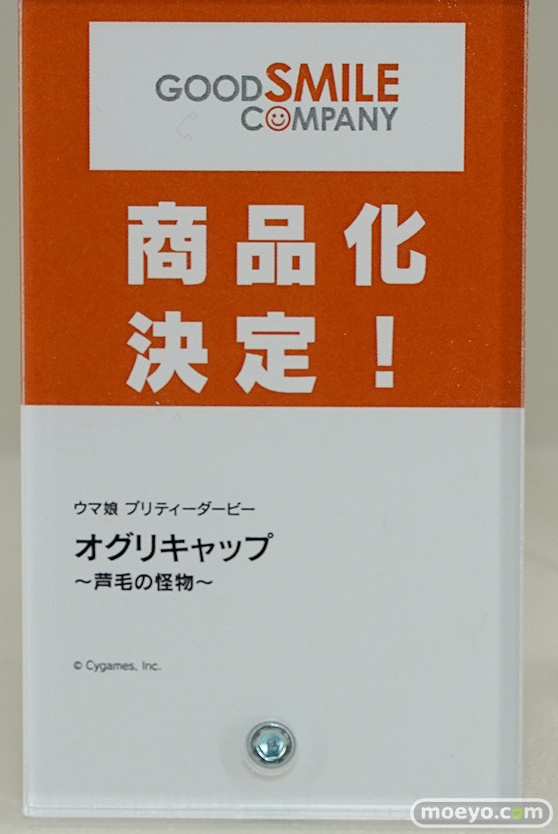 GOOD SMILE
COMPANY
商品化
決定！
ウマ娘 プリティーダービー
オグリキャップ
～芦毛の怪物～
© Cygames, Inc.
moeyo.com